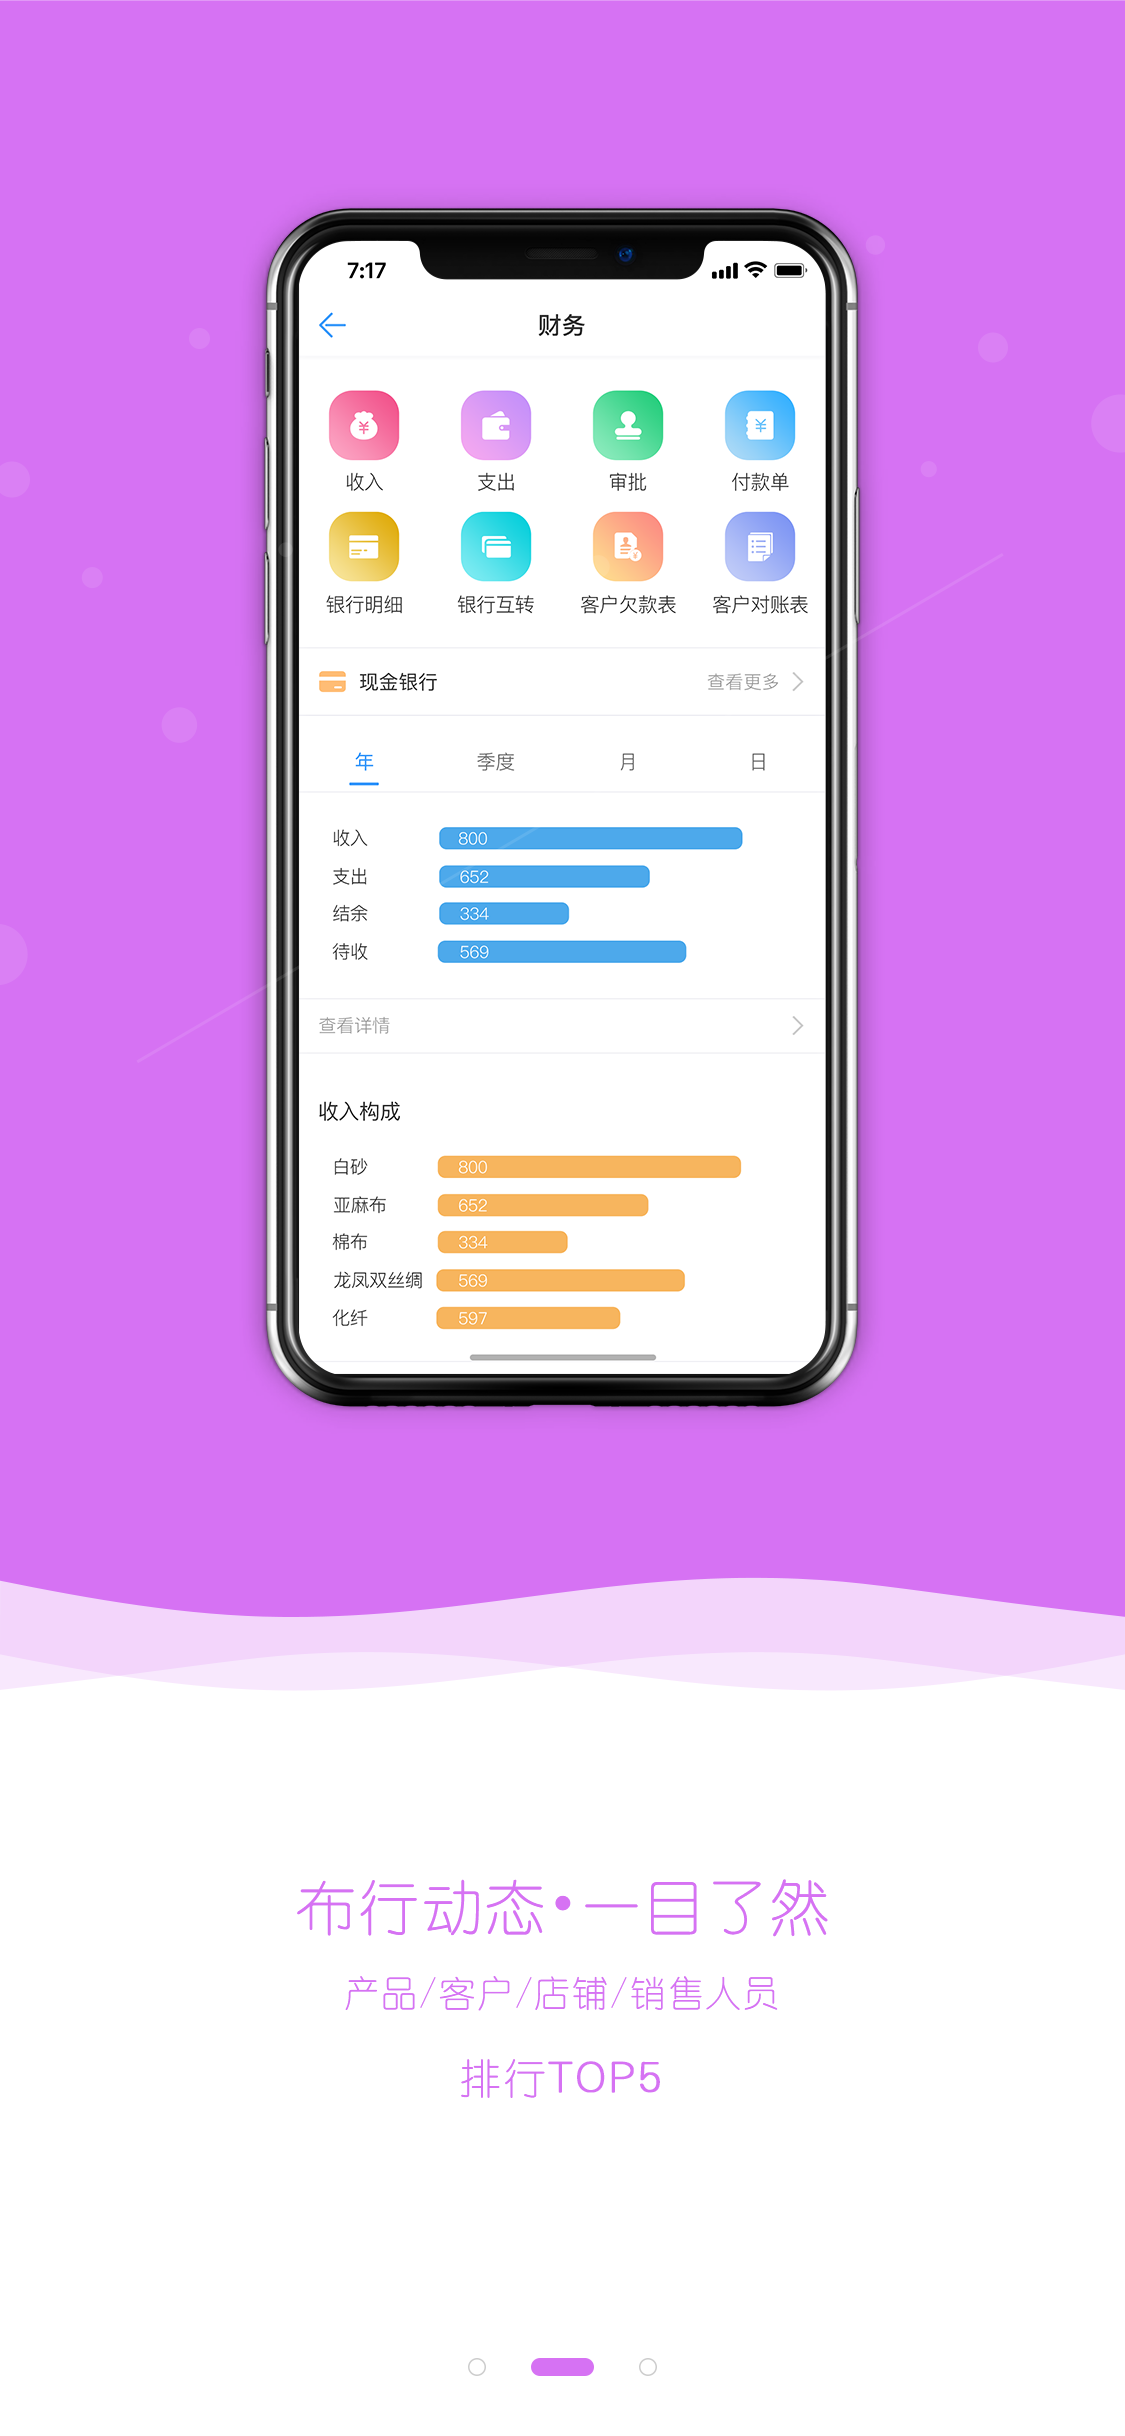 7:17
财务
收入 支出 审批 付款单
银行明细 银行互转 客户欠款表 客户对账表
现金银行 查看更多
年 季度 月 日
收入 800
支出 652
结余 334
待收 569
查看详情
收入构成
白砂 800
亚麻布 652
棉布 334
龙凤双丝绸 569
化纤 597
布行动态•一目了然
产品/客户/店铺/销售人员
排行TOP5